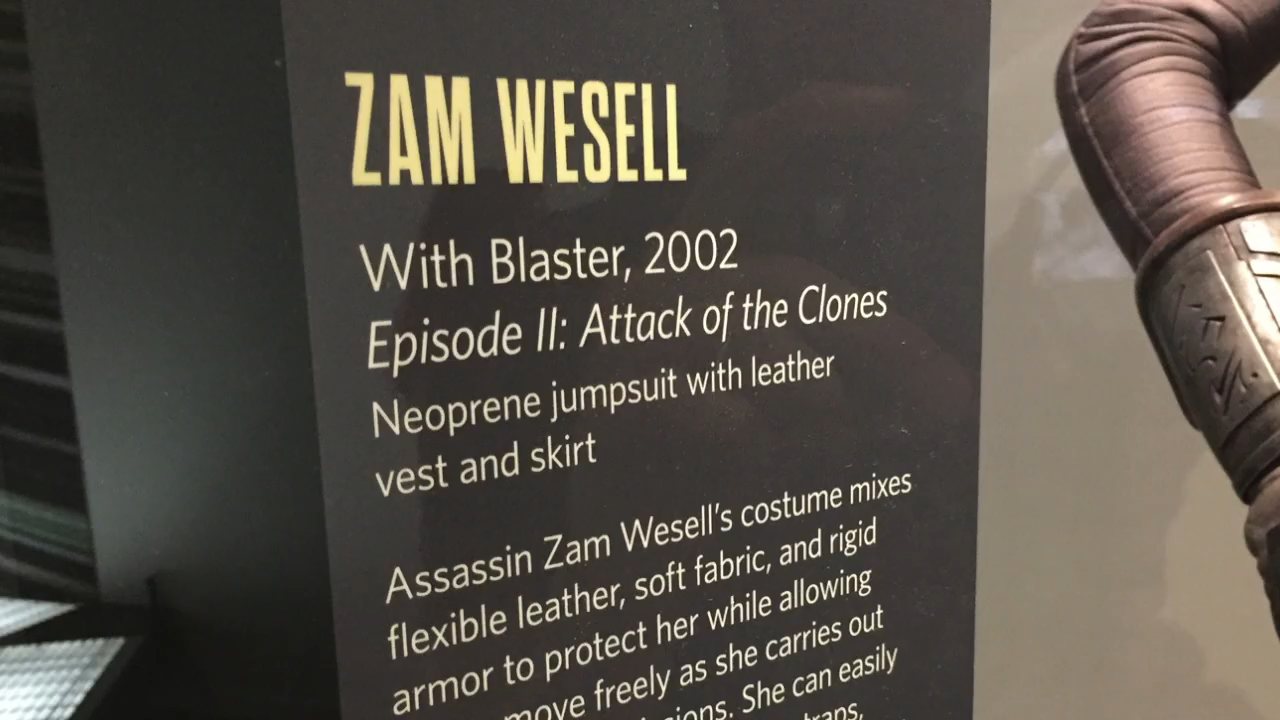 ZAM WESELL
With Blaster, 2002
Episode II: Attack of the Clones
Neoprene jumpsuit with leather
vest and skirt
Assassin Zam Wesell's costume mixes
flexible leather, soft fabric, and rigid
armor to protect her while allowing
move freely as she carries out
She can easily
traps,